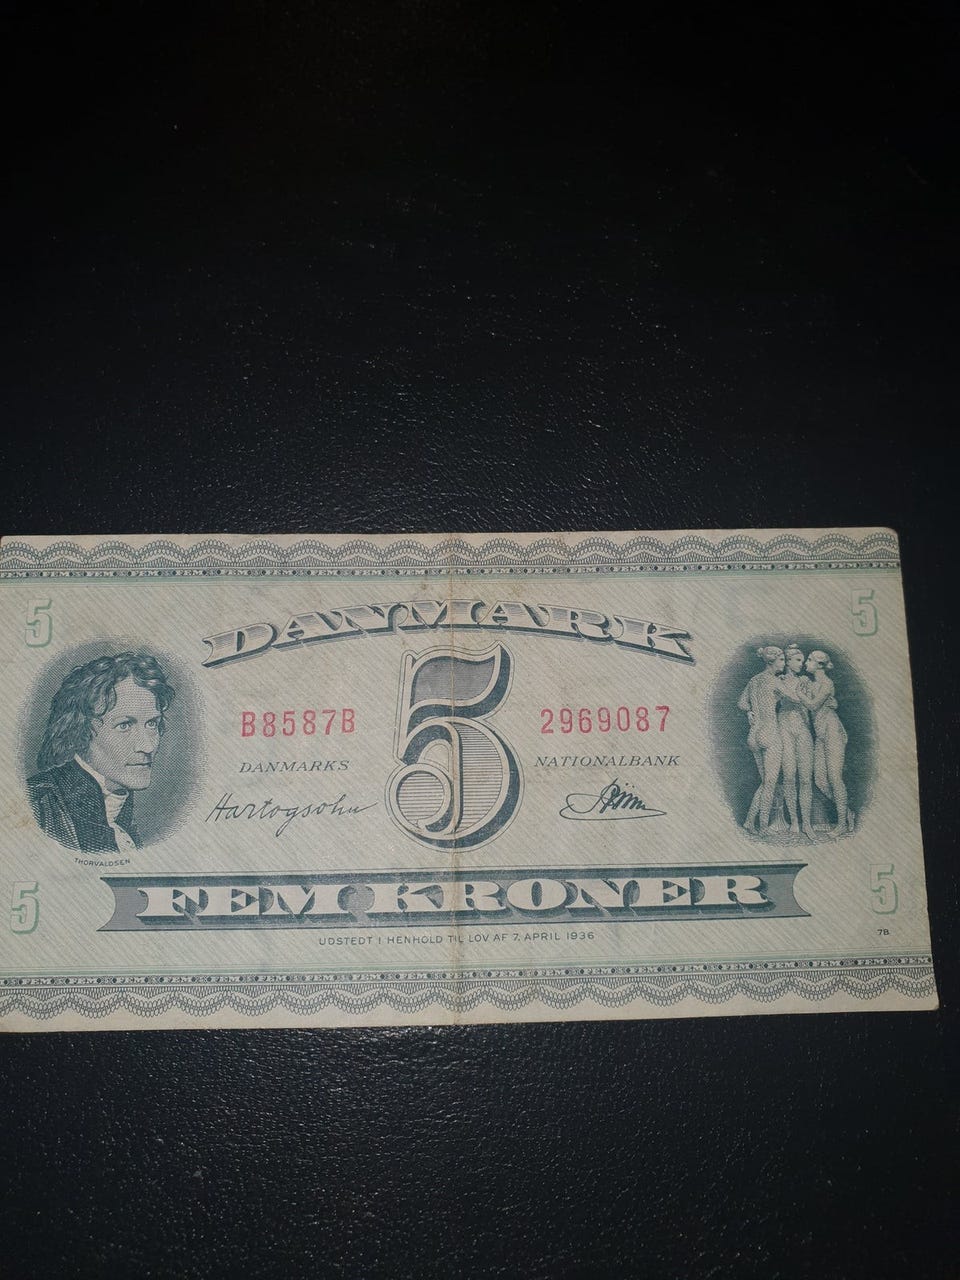 5
5
DANMARK
5
B8587B
2969087
DANMARKS
NATIONALBANK
Hartogsohn
THORVALDSEN
5
FEM KRONER
5
UDSTEDT I HENHOLD TIL LOV AF 7. APRIL 1936
7B